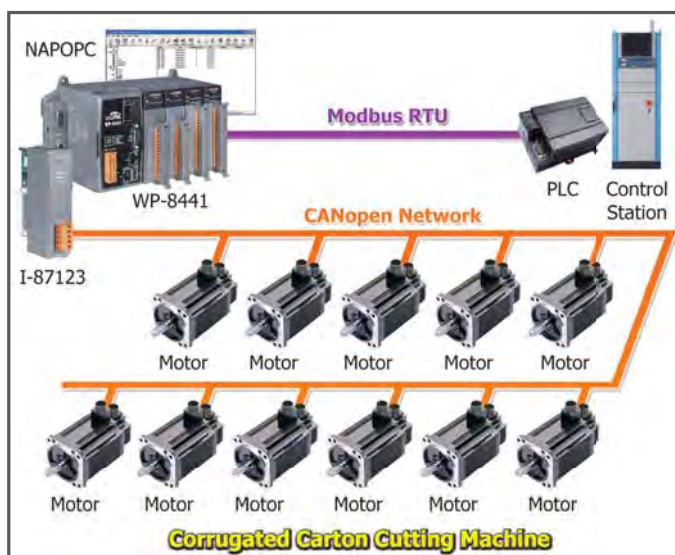 NAPOPC
Modbus RTU
WP-8441
PLC
Control
Station
CANopen Network
I-87123
Motor
Motor
Motor
Motor
Motor
Motor
Motor
Motor
Motor
Motor
Motor
Corrugated Carton Cutting Machine